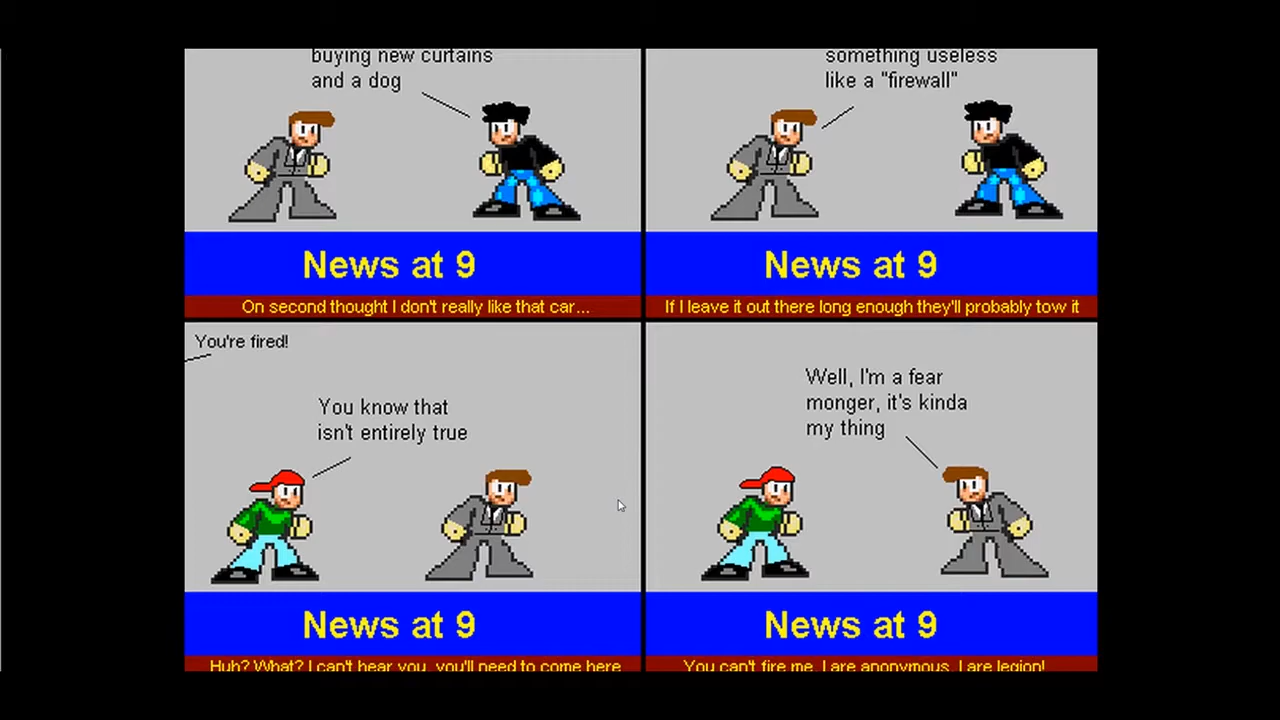 buying new curtains
and a dog
News at 9
On second thought I don't really like that car...
something useless
like a "firewall"
News at 9
If I leave it out there long enough they'll probably tow it
You're fired!
You know that
isn't entirely true
News at 9
Huh? What? I can't hear you, you'll need to come here
Well, I'm a fear
monger, it's kinda
my thing
News at 9
You can't fire me, I are anonymous, I are legion!